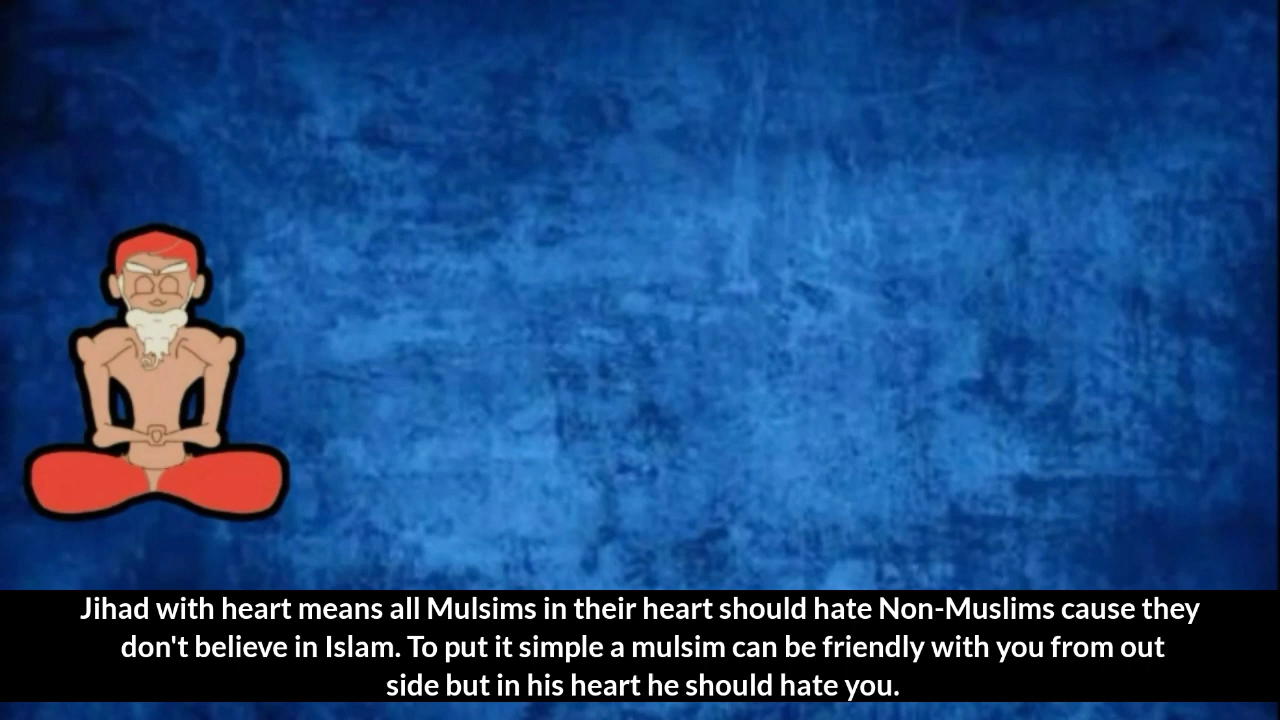 Jihad with heart means all Mulsims in their heart should hate Non-Muslims cause they
don't believe in Islam. To put it simple a mulsim can be friendly with you from out
side but in his heart he should hate you.